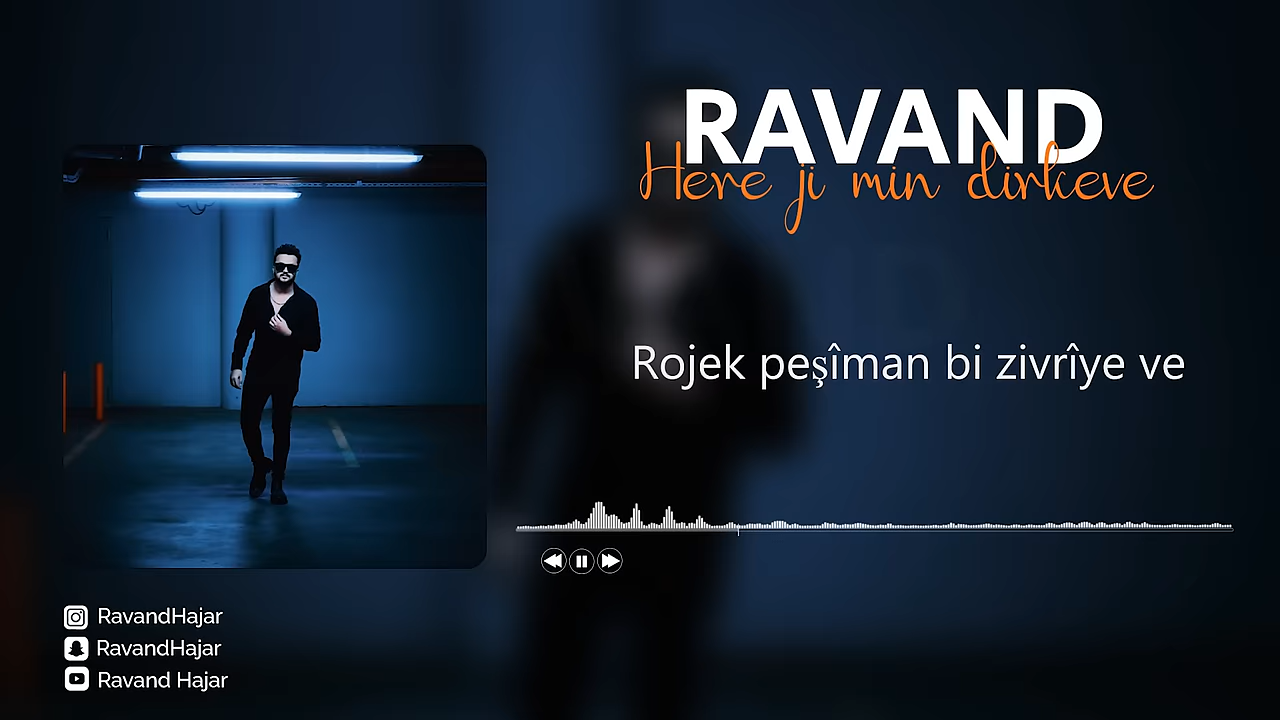 RAVAND
Here ji min dirkeve
Rojek peşîman bi zivrîye ve
RavandHajar
RavandHajar
Ravand Hajar